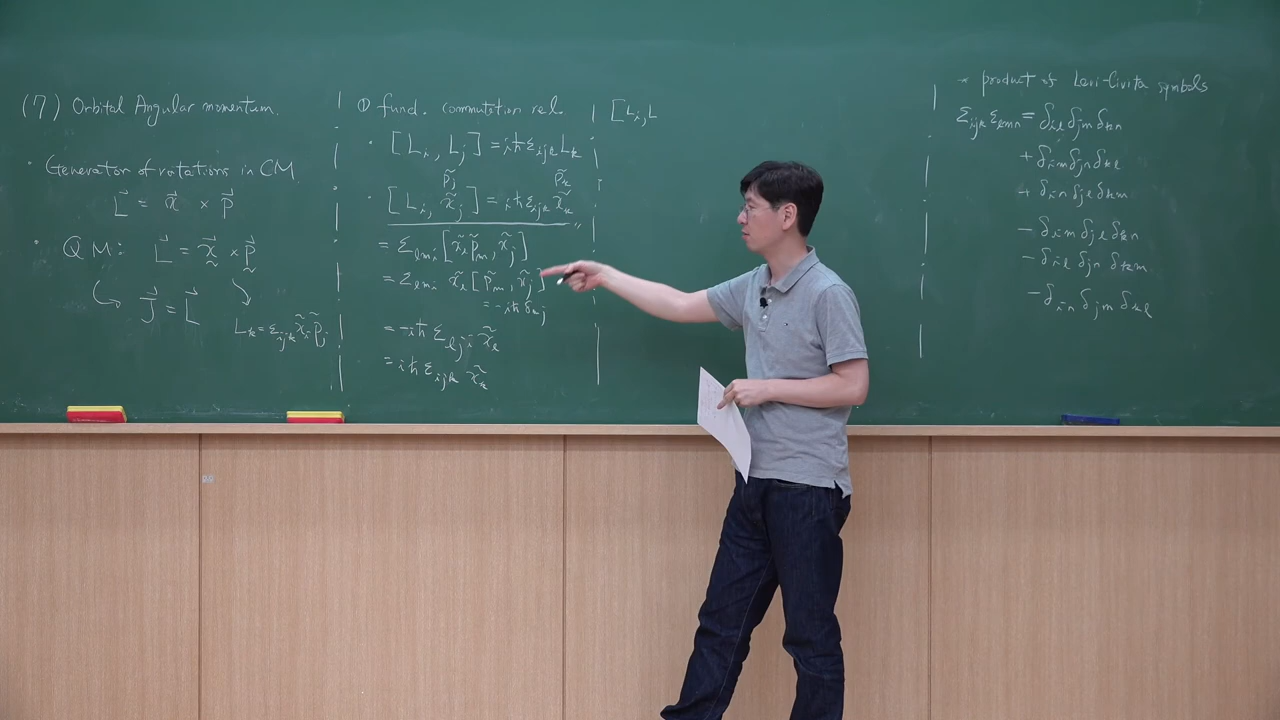 (7) Orbital Angular momentum.
· Generator of rotations in CM
L⃗ = x⃗ × p⃗
· QM: L⃗ = x̰⃗ × p̰⃗
↪ J⃗ = L⃗
L_k = ε_ijk x̃_i p̃_j
① fund. commutation rel.
· [L_i, L_j] = iħ ε_ijk L_k
p̃_j p̃_k
· [L_i, x̃_j] = iħ ε_ijk x̃_k
= ε_lmi [x̃_l p̃_m, x̃_j]
= ε_lmi x̃_l [p̃_m, x̃_j]
= -iħ δ_mj
= -iħ ε_lji x̃_l
= iħ ε_ijk x̃_k
[L_i, L
* product of Levi-Civita symbols
ε_ijk ε_lmn = δ_il δ_jm δ_kn
+ δ_im δ_jn δ_kl
+ δ_in δ_jl δ_km
- δ_im δ_jl δ_kn
- δ_il δ_jn δ_km
- δ_in δ_jm δ_kl